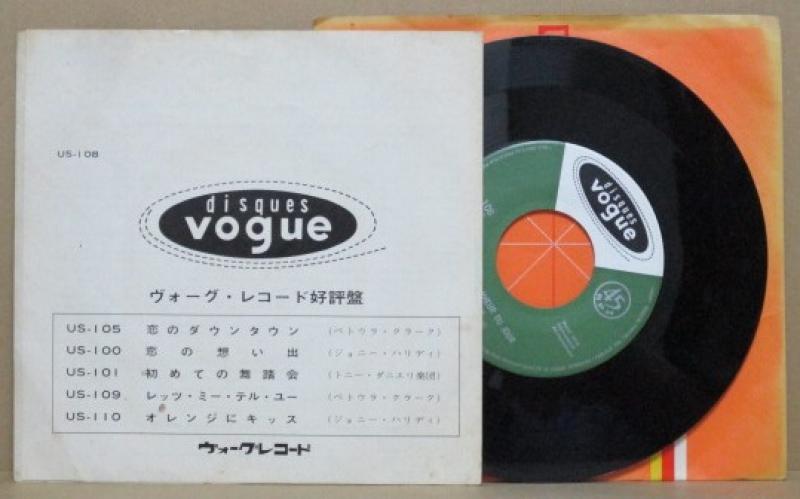 US-108
disques
vogue
ヴォーグ・レコード好評盤
US-105 恋のダウンタウン (ペトウラ・クラーク)
US-100 恋の想い出 (ジョニー・ハリディ)
US-101 初めての舞踏会 (トニー・ダニエリ楽団)
US-109 レッツ・ミー・テル・ユー (ペトウラ・クラーク)
US-110 オレンジにキッス (ジョニー・ハリディ)
ヴォーグレコード
disques
vogue
45